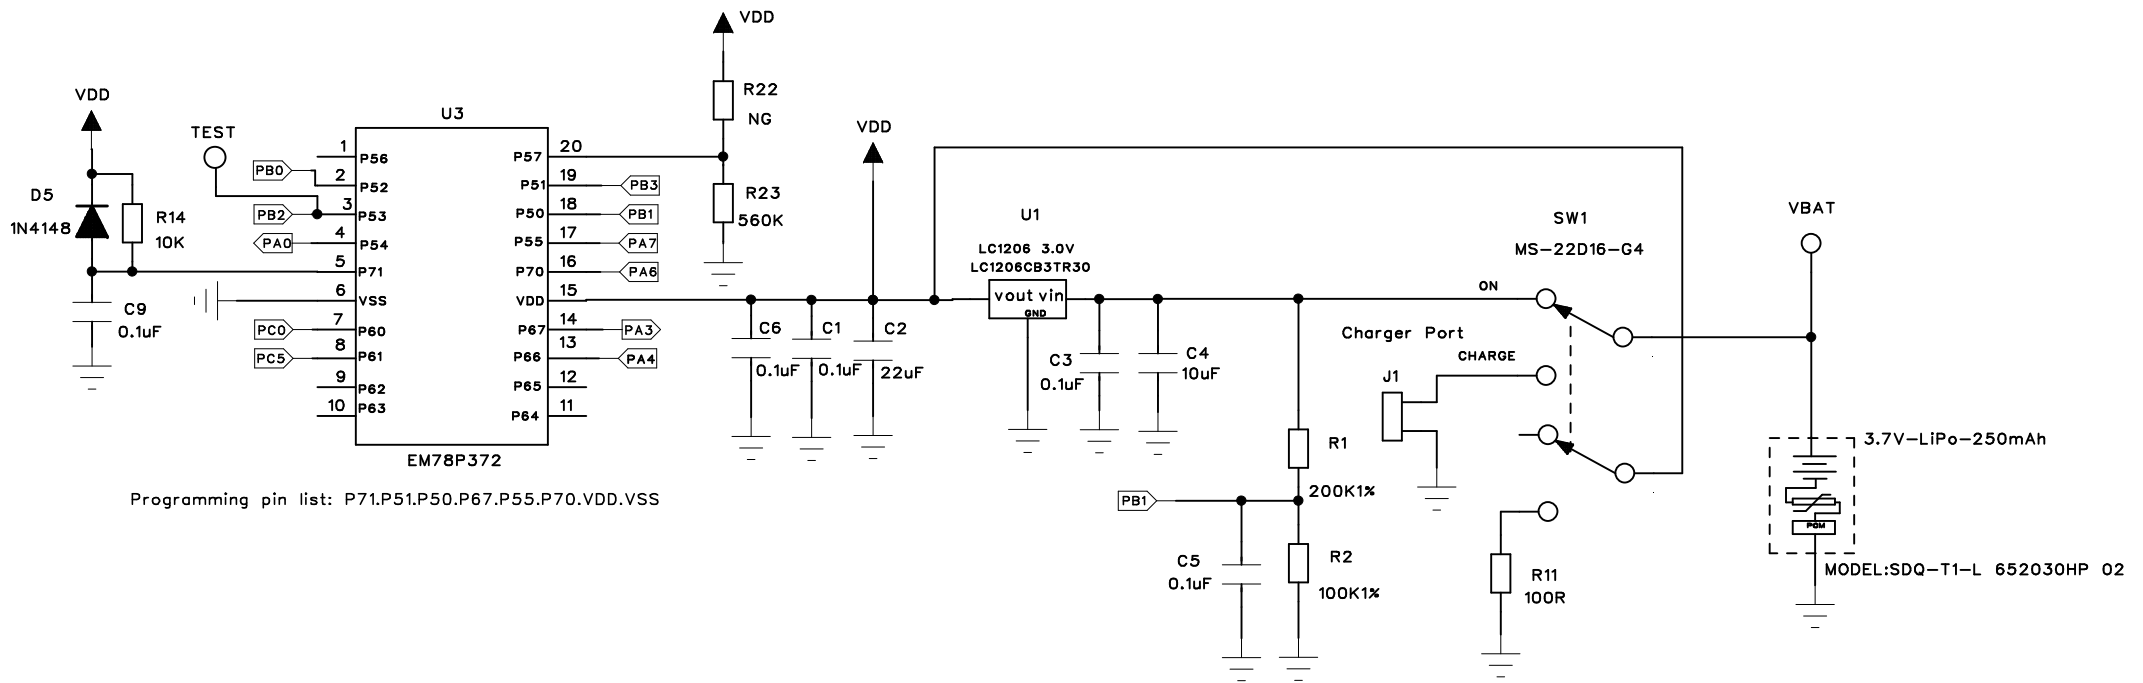 VDD
D5
1N4148
R14
10K
C9
0.1uF
TEST
PB0
PB2
PA0
PC0
PC5
U3
1 P56
2 P52
3 P53
4 P54
5 P71
6 VSS
7 P60
8 P61
9 P62
10 P63
P57 20
P51 19
P50 18
P55 17
P70 16
VDD 15
P67 14
P66 13
P65 12
P64 11
EM78P372
PB3
PB1
PA7
PA6
PA3
PA4
Programming pin list: P71.P51.P50.P67.P55.P70.VDD.VSS
VDD
R22
NG
R23
560K
VDD
C6
0.1uF
C1
0.1uF
C2
22uF
U1
LC1206 3.0V
LC1206CB3TR30
vout vin
GND
C3
0.1uF
C4
10uF
R1
200K1%
PB1
C5
0.1uF
R2
100K1%
SW1
MS-22D16-G4
ON
Charger Port
CHARGE
J1
R11
100R
VBAT
3.7V-LiPo-250mAh
PCM
MODEL:SDQ-T1-L 652030HP 02